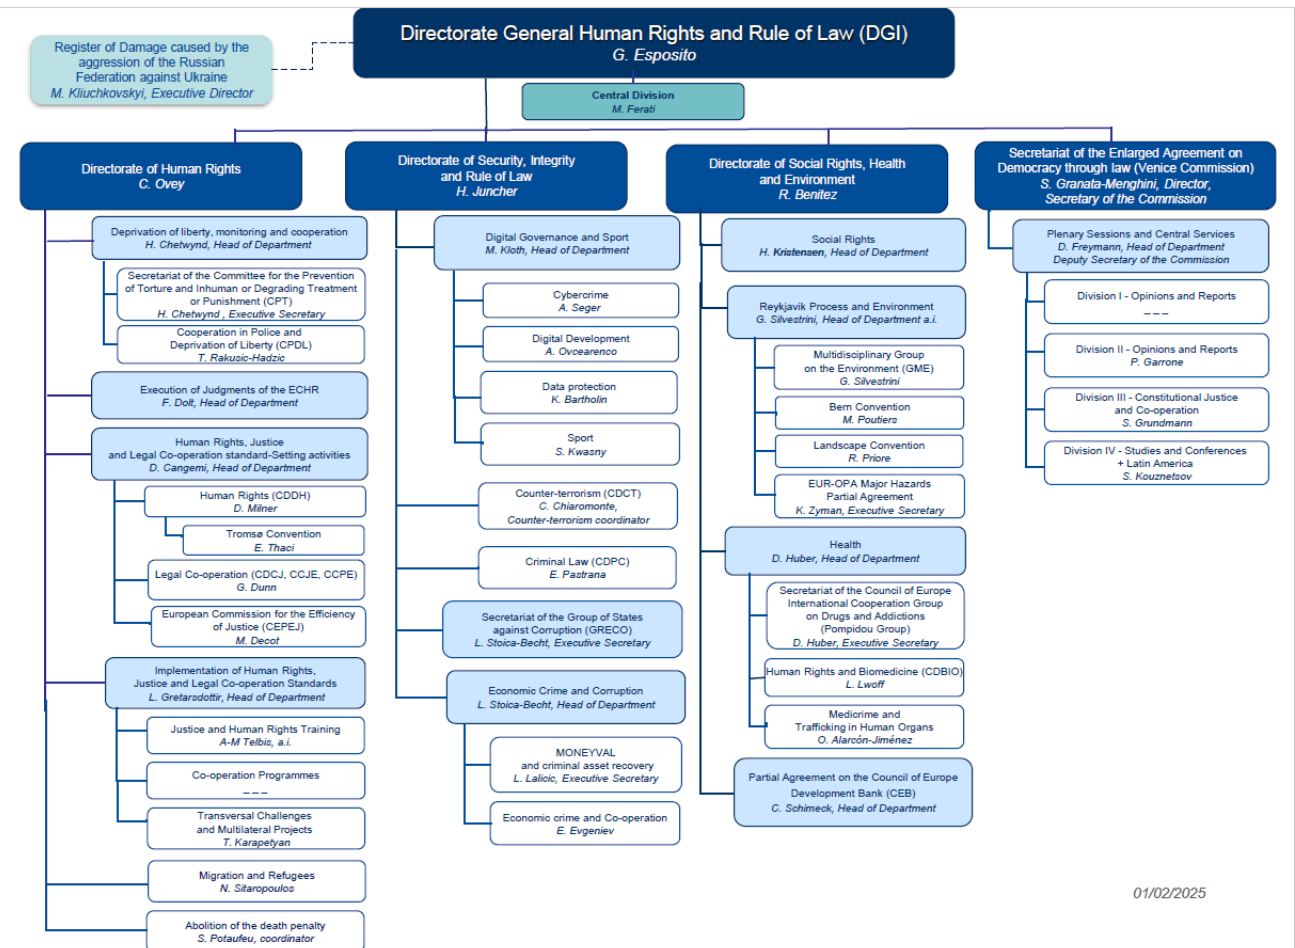 Directorate General Human Rights and Rule of Law (DGI)
G. Esposito
Register of Damage caused by the
aggression of the Russian
Federation against Ukraine
M. Kliuchkovskyi, Executive Director
Central Division
M. Ferati
Directorate of Human Rights
C. Ovey
Deprivation of liberty, monitoring and cooperation
H. Chetwynd, Head of Department
Secretariat of the Committee for the Prevention
of Torture and Inhuman or Degrading Treatment
or Punishment (CPT)
H. Chetwynd , Executive Secretary
Cooperation in Police and
Deprivation of Liberty (CPDL)
T. Rakusic-Hadzic
Execution of Judgments of the ECHR
F. Dolt, Head of Department
Human Rights, Justice
and Legal Co-operation standard-Setting activities
D. Cangemi, Head of Department
Human Rights (CDDH)
D. Milner
Tromsø Convention
E. Thaci
Legal Co-operation (CDCJ, CCJE, CCPE)
G. Dunn
European Commission for the Efficiency
of Justice (CEPEJ)
M. Decot
Implementation of Human Rights,
Justice and Legal Co-operation Standards
L. Gretarsdottir, Head of Department
Justice and Human Rights Training
A-M Telbis, a.i.
Co-operation Programmes
_ _ _
Transversal Challenges
and Multilateral Projects
T. Karapetyan
Migration and Refugees
N. Sitaropoulos
Abolition of the death penalty
S. Potaufeu, coordinator
Directorate of Security, Integrity
and Rule of Law
H. Juncher
Digital Governance and Sport
M. Kloth, Head of Department
Cybercrime
A. Seger
Digital Development
A. Ovcearenco
Data protection
K. Bartholin
Sport
S. Kwasny
Counter-terrorism (CDCT)
C. Chiaromonte,
Counter-terrorism coordinator
Criminal Law (CDPC)
E. Pastrana
Secretariat of the Group of States
against Corruption (GRECO)
L. Stoica-Becht, Executive Secretary
Economic Crime and Corruption
L. Stoica-Becht, Head of Department
MONEYVAL
and criminal asset recovery
L. Lalicic, Executive Secretary
Economic crime and Co-operation
E. Evgeniev
Directorate of Social Rights, Health
and Environment
R. Benitez
Social Rights
H. Kristensen, Head of Department
Reykjavik Process and Environment
G. Silvestrini, Head of Department a.i.
Multidisciplinary Group
on the Environment (GME)
G. Silvestrini
Bern Convention
M. Poutiers
Landscape Convention
R. Priore
EUR-OPA Major Hazards
Partial Agreement
K. Zyman, Executive Secretary
Health
D. Huber, Head of Department
Secretariat of the Council of Europe
International Cooperation Group
on Drugs and Addictions
(Pompidou Group)
D. Huber, Executive Secretary
Human Rights and Biomedicine (CDBIO)
L. Lwoff
Medicrime and
Trafficking in Human Organs
O. Alarcón-Jiménez
Partial Agreement on the Council of Europe
Development Bank (CEB)
C. Schimeck, Head of Department
Secretariat of the Enlarged Agreement on
Democracy through law (Venice Commission)
S. Granata-Menghini, Director,
Secretary of the Commission
Plenary Sessions and Central Services
D. Freymann, Head of Department
Deputy Secretary of the Commission
Division I - Opinions and Reports
_ _ _
Division II - Opinions and Reports
P. Garrone
Division III - Constitutional Justice
and Co-operation
S. Grundmann
Division IV - Studies and Conferences
+ Latin America
S. Kouznetsov
01/02/2025